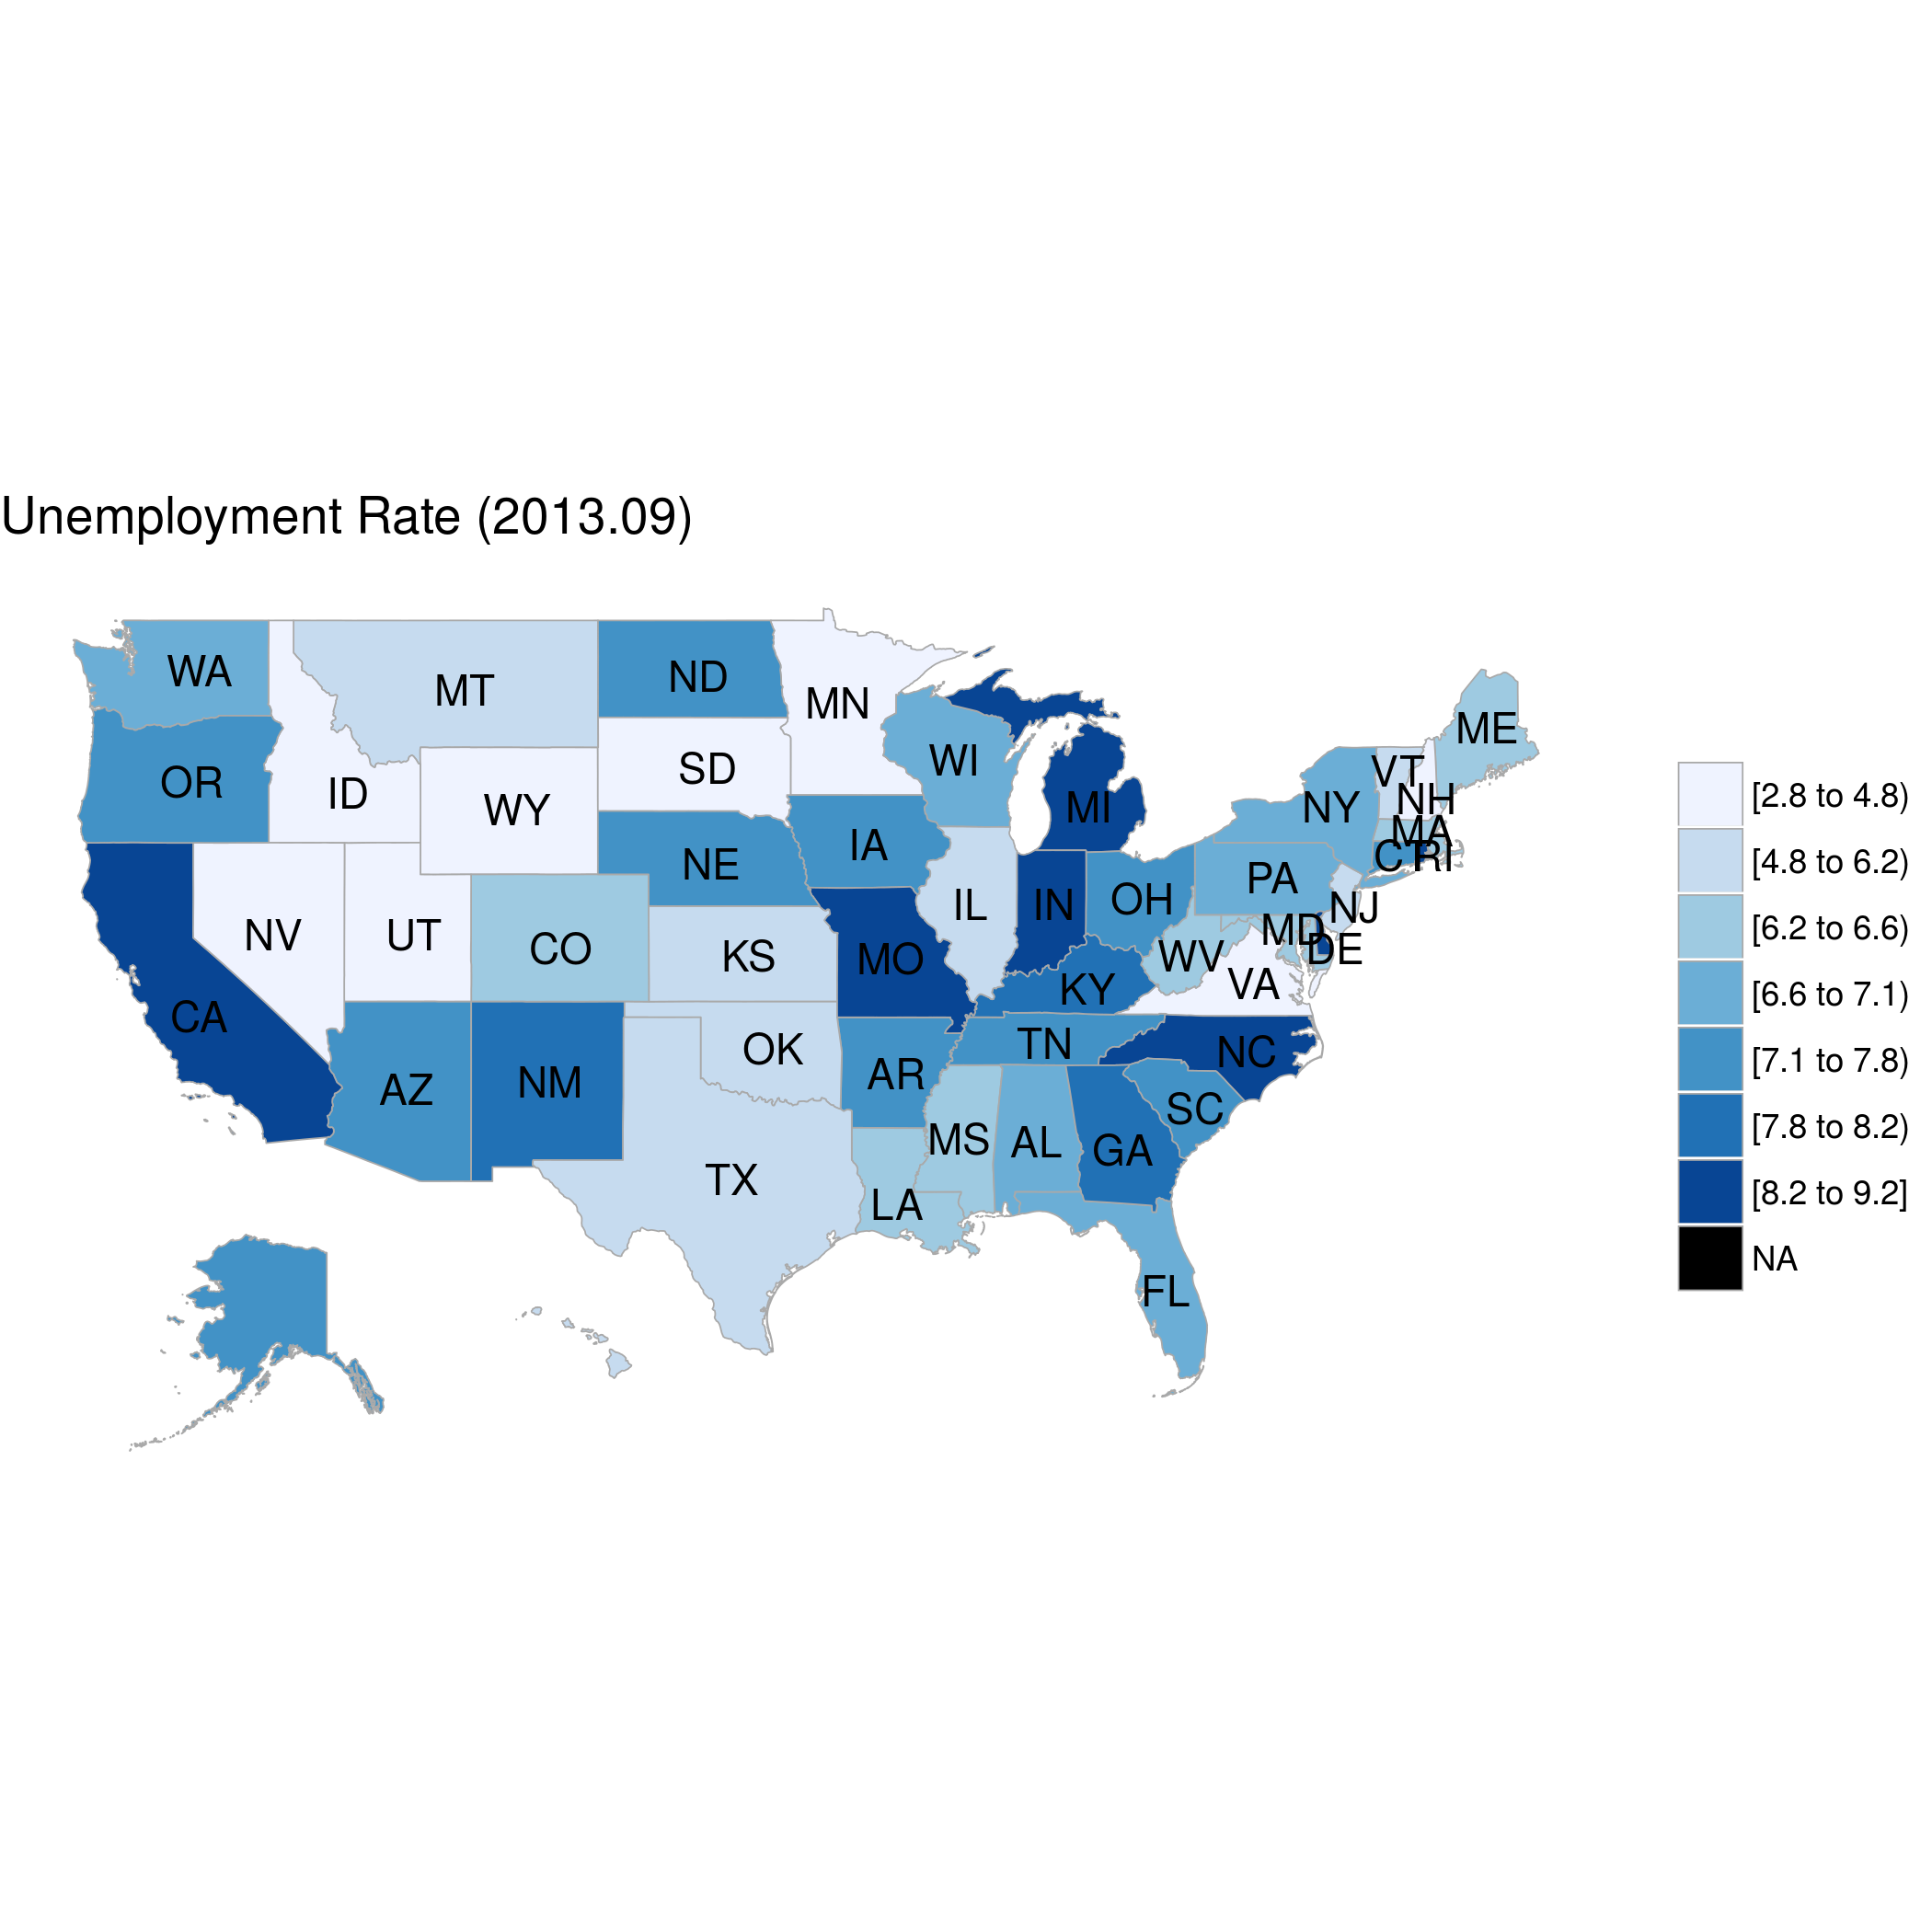 Unemployment Rate (2013.09)
WA
MT
ND
MN
ME
OR
ID
WY
SD
WI
MI
NY
VT
NH
MA
CT
RI
NE
IA
PA
NV
UT
CO
KS
MO
IL
IN
OH
NJ
MD
DE
WV
VA
KY
CA
AZ
NM
OK
AR
TN
NC
SC
TX
LA
MS
AL
GA
FL
[2.8 to 4.8)
[4.8 to 6.2)
[6.2 to 6.6)
[6.6 to 7.1)
[7.1 to 7.8)
[7.8 to 8.2)
[8.2 to 9.2]
NA